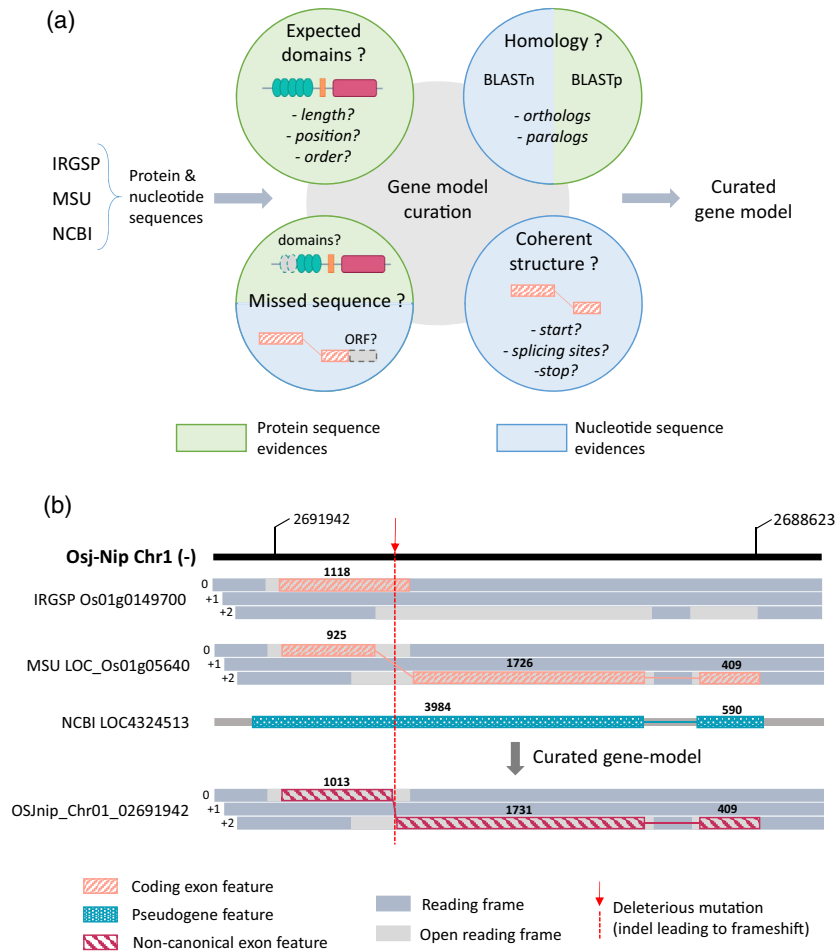 (a)
Expected
domains ?
- length?
- position?
- order?
Homology ?
BLASTn
BLASTp
- orthologs
- paralogs
IRGSP
MSU
NCBI
Protein &
nucleotide
sequences
Gene model
curation
Curated
gene model
domains?
Missed sequence ?
ORF?
Coherent
structure ?
- start?
- splicing sites?
-stop?
Protein sequence
evidences
Nucleotide sequence
evidences
(b)
2691942
2688623
Osj-Nip Chr1 (-)
1118
0
IRGSP Os01g0149700
+1
+2
925
0
MSU LOC_Os01g05640
+1
1726
409
+2
3984
590
NCBI LOC4324513
Curated gene-model
1013
0
OSJnip_Chr01_02691942
+1
1731
409
+2
Coding exon feature
Pseudogene feature
Non-canonical exon feature
Reading frame
Open reading frame
Deleterious mutation
(indel leading to frameshift)